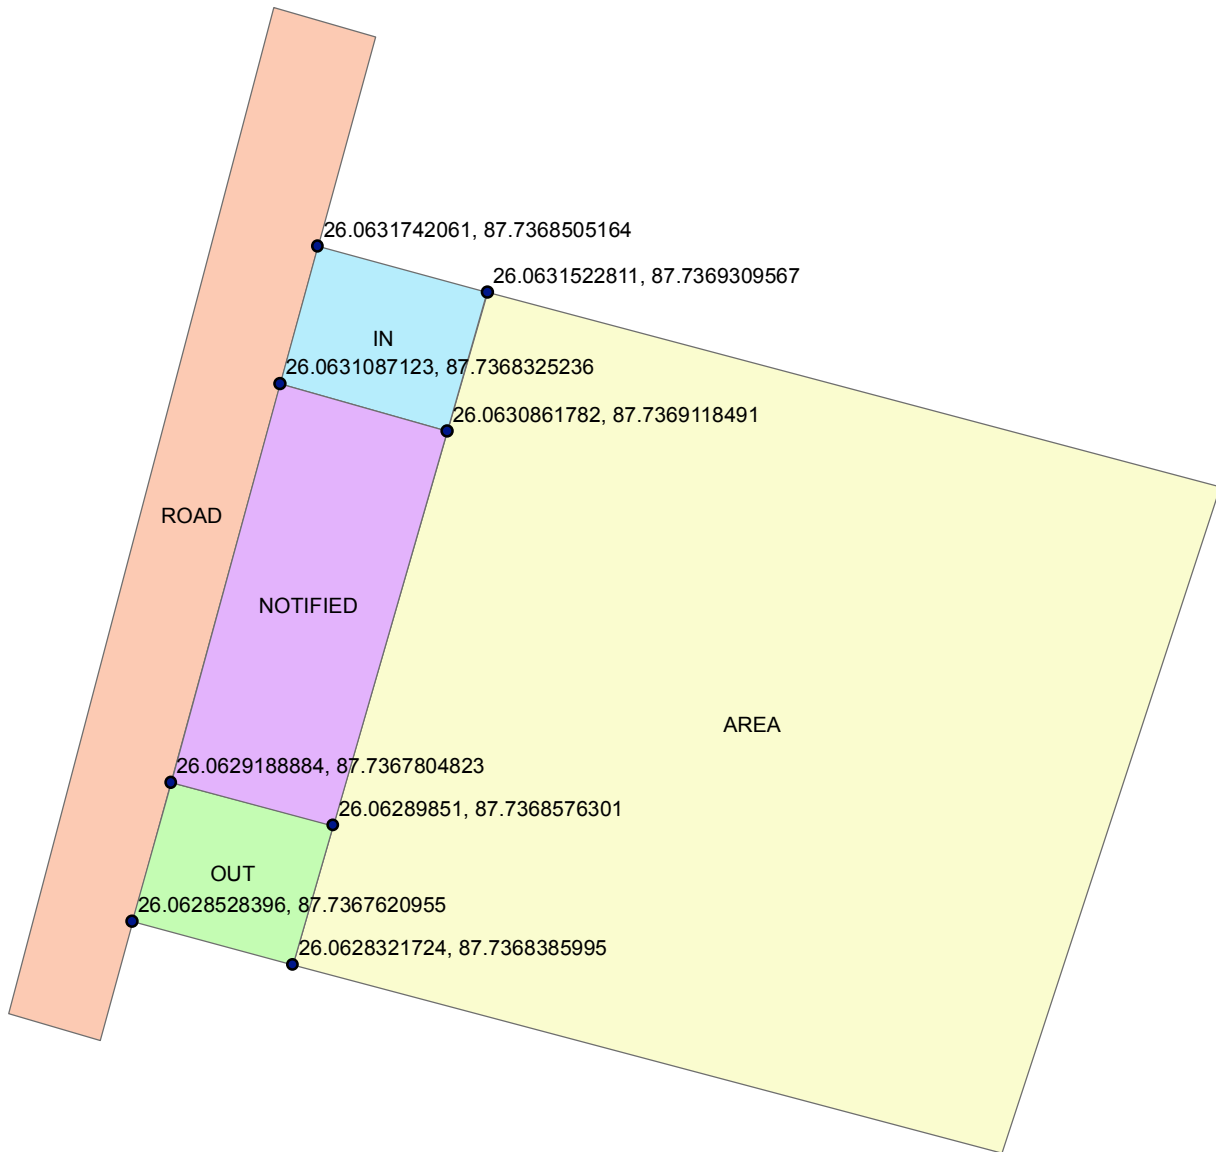 26.0631742061, 87.7368505164
26.0631522811, 87.7369309567
IN
26.0631087123, 87.7368325236
26.0630861782, 87.7369118491
ROAD
NOTIFIED
AREA
26.0629188884, 87.7367804823
26.06289851, 87.7368576301
OUT
26.0628528396, 87.7367620955
26.0628321724, 87.7368385995